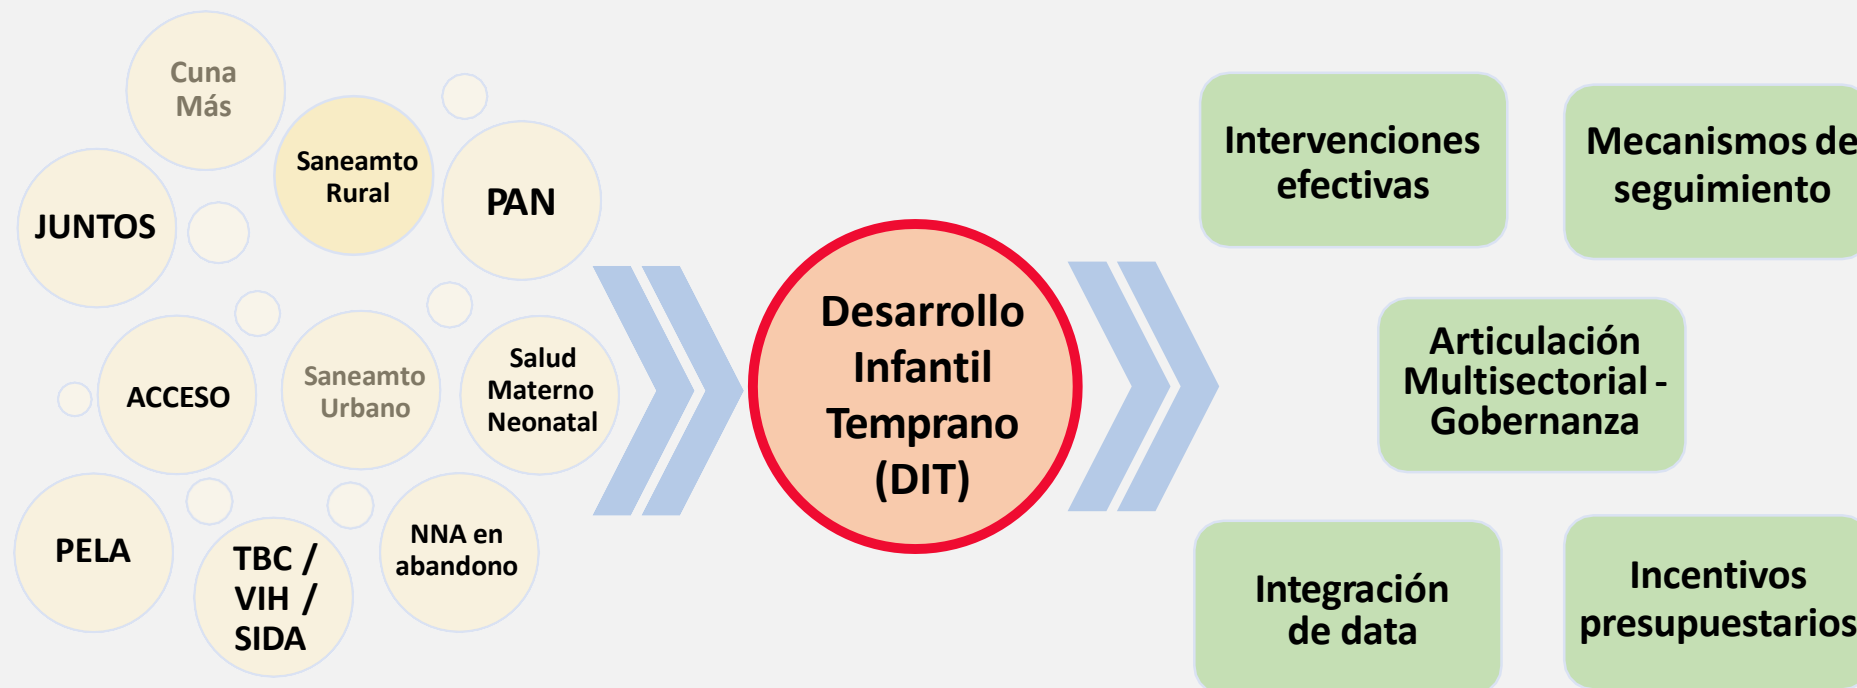 Cuna
Más
Saneamto
Rural
PAN
JUNTOS
ACCESO
Saneamto
Urbano
Salud
Materno
Neonatal
PELA
TBC /
VIH /
SIDA
NNA en
abandono
Desarrollo
Infantil
Temprano
(DIT)
Intervenciones
efectivas
Mecanismos de
seguimiento
Articulación
Multisectorial -
Gobernanza
Integración
de data
Incentivos
presupuestarios